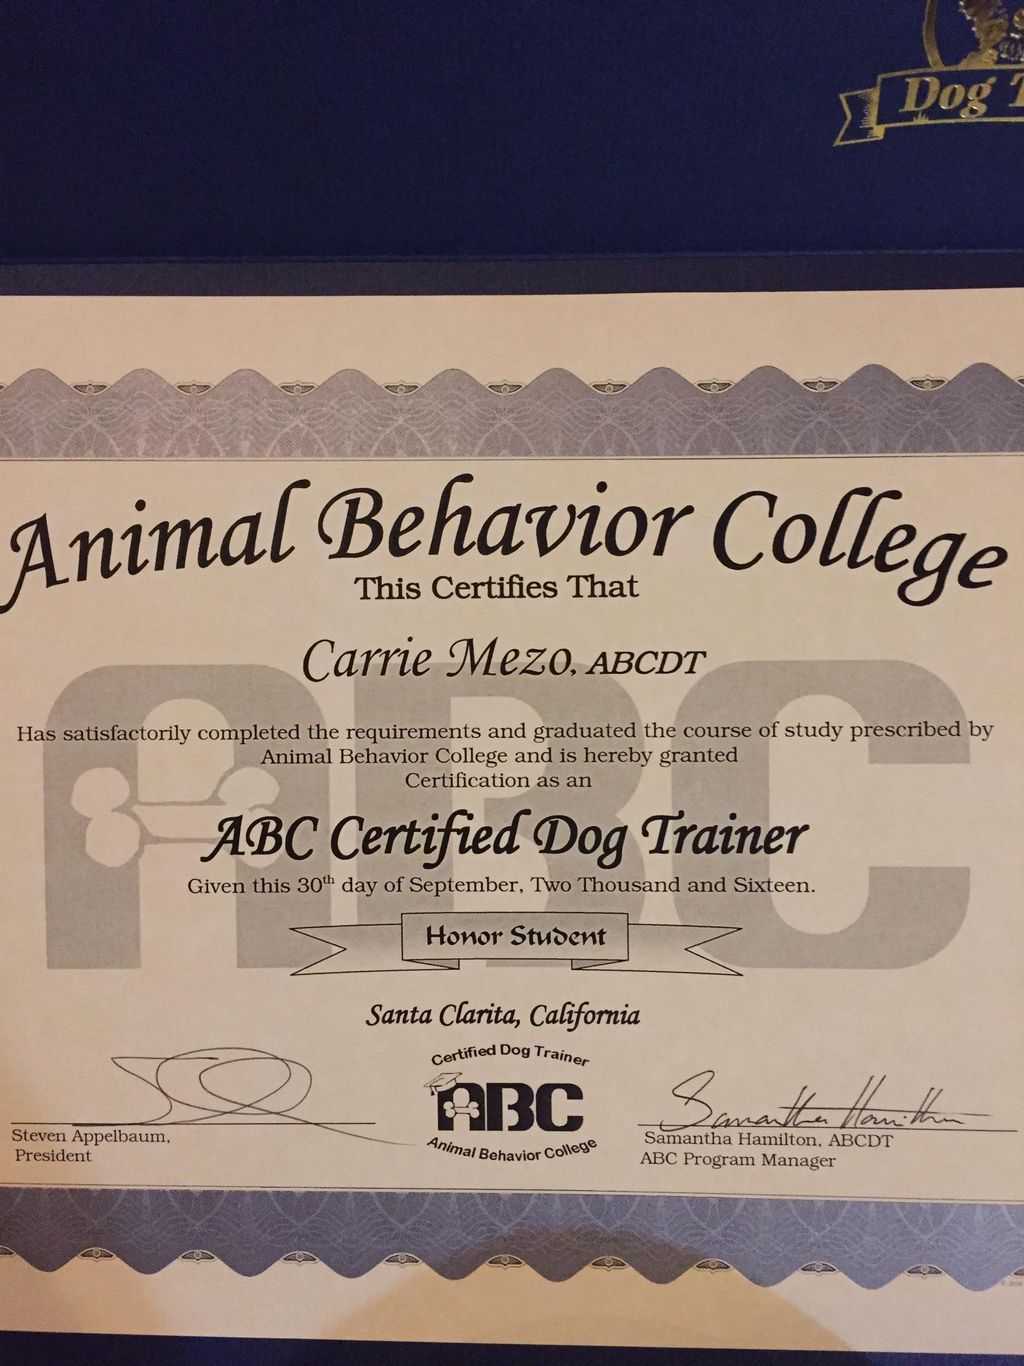 Dog
Animal Behavior College
This Certifies That
Carrie Mezo, ABCDT
Has satisfactorily completed the requirements and graduated the course of study prescribed by
Animal Behavior College and is hereby granted
Certification as an
ABC Certified Dog Trainer
Given this 30th day of September, Two Thousand and Sixteen.
Honor Student
Santa Clarita, California
Certified Dog Trainer
ABC
Animal Behavior College
Steven Appelbaum,
President
Samantha Hamilton
Samantha Hamilton, ABCDT
ABC Program Manager